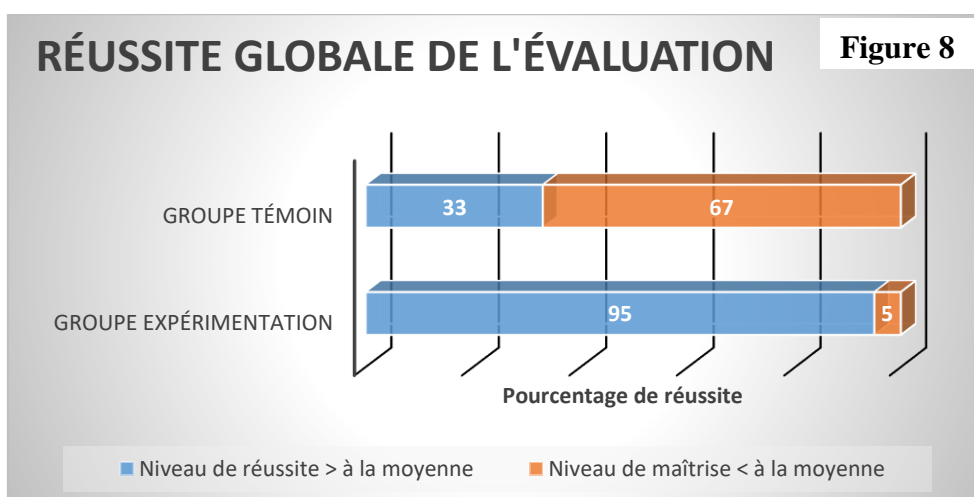 RÉUSSITE GLOBALE DE L'ÉVALUATION
Figure 8
GROUPE TÉMOIN
33
67
GROUPE EXPÉRIMENTATION
95
5
Pourcentage de réussite
Niveau de réussite > à la moyenne
Niveau de maîtrise < à la moyenne